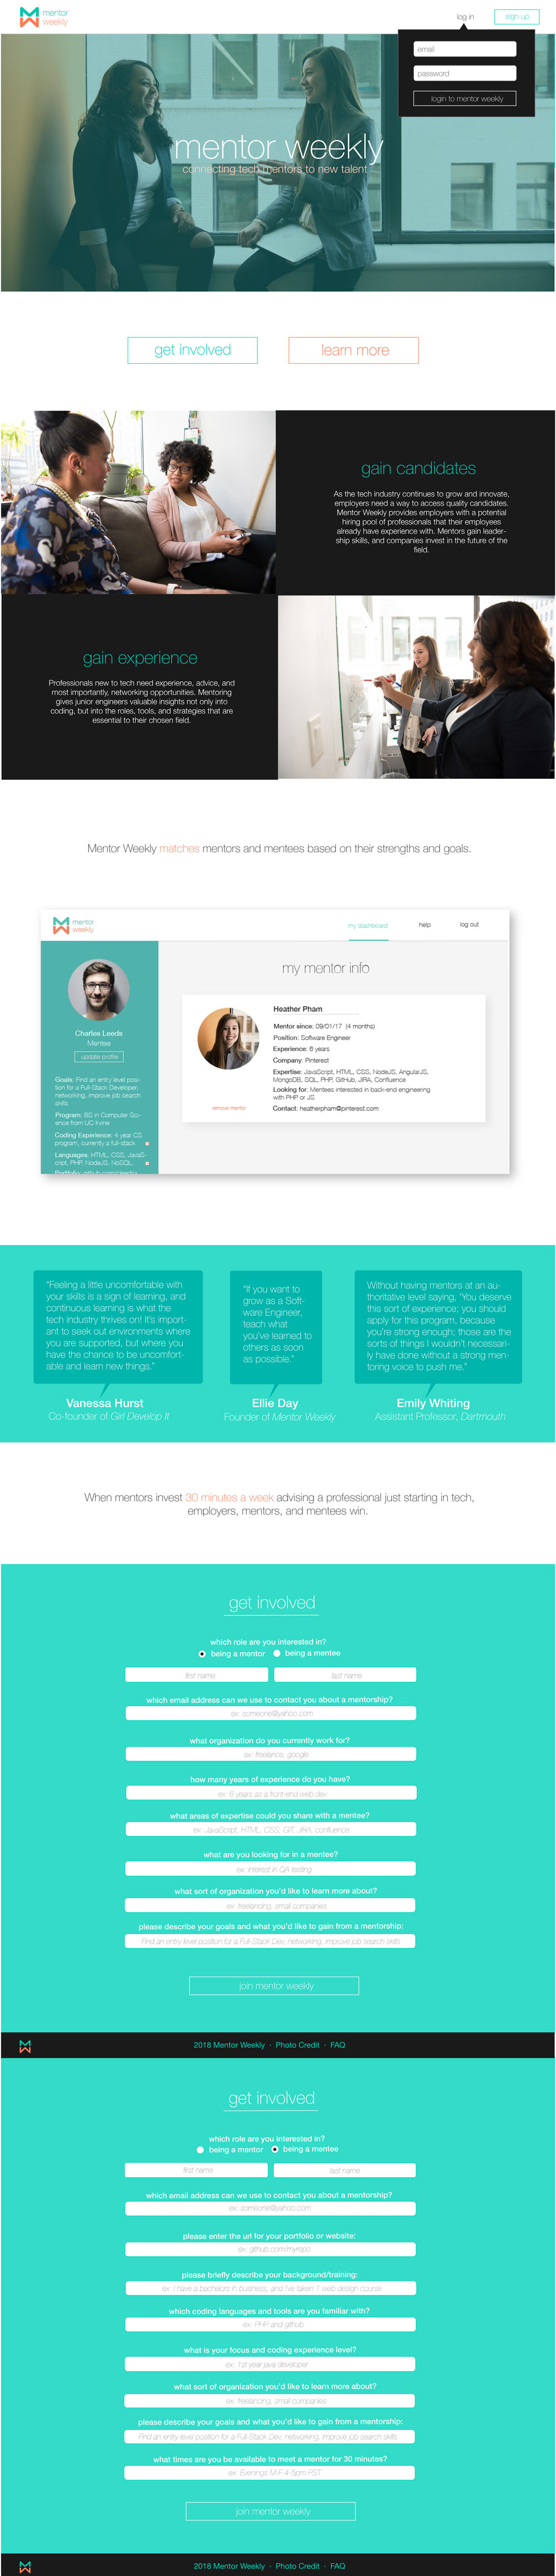 mentor
weekly
log in
sign up
email
password
login to mentor weekly
mentor weekly
connecting tech mentors to new talent
get involved
learn more
gain candidates
As the tech industry continues to grow and innovate,
employers need a way to access quality candidates.
Mentor Weekly provides employers with a potential
hiring pool of professionals that their employees
already have experience with. Mentors gain leader-
ship skills, and companies invest in the future of the
field.
gain experience
Professionals new to tech need experience, advice, and
most importantly, networking opportunities. Mentoring
gives junior engineers valuable insights not only into
coding, but into the roles, tools, and strategies that are
essential to their chosen field.
Mentor Weekly matches mentors and mentees based on their strengths and goals.
mentor
weekly
my dashboard
help
log out
Charles Leeds
Mentee
update profile
Goals: Find an entry level posi-
tion for a Full-Stack Developer,
networking, improve job search
skills
Program: BS in Computer Sci-
ence from UC Irvine
Coding Experience: 4 year CS
program, currently a full-stack
Languages: HTML, CSS, JavaS-
cript, PHP, NodeJS, NoSQL,
my mentor info
Heather Pham
Mentor since: 09/01/17 (4 months)
Position: Software Engineer
Experience: 6 years
Company: Pinterest
Expertise: JavaScript, HTML, CSS, NodeJS, AngularJS,
MongoDB, SQL, PHP, GitHub, JIRA, Confluence
Looking for: Mentees interested in back-end engineering
with PHP or JS
Contact: heatherpham@pinterest.com
remove mentor
"Feeling a little uncomfortable with
your skills is a sign of learning, and
continuous learning is what the
tech industry thrives on! It's import-
ant to seek out environments where
you are supported, but where you
have the chance to be uncomfort-
able and learn new things."
Vanessa Hurst
Co-founder of Girl Develop It
"If you want to
grow as a Soft-
ware Engineer,
teach what
you've learned to
others as soon
as possible."
Ellie Day
Founder of Mentor Weekly
Without having mentors at an au-
thoritative level saying, 'You deserve
this sort of experience; you should
apply for this program, because
you're strong enough; those are the
sorts of things I wouldn't necessari-
ly have done without a strong men-
toring voice to push me."
Emily Whiting
Assistant Professor, Dartmouth
When mentors invest 30 minutes a week advising a professional just starting in tech,
employers, mentors, and mentees win.
get involved
which role are you interested in?
being a mentor
being a mentee
first name
last name
which email address can we use to contact you about a mentorship?
ex: someone@yahoo.com
what organization do you currently work for?
ex: freelance, google
how many years of experience do you have?
ex: 6 years as a front-end web dev
what areas of expertise could you share with a mentee?
ex: JavaScript, HTML, CSS, GIT, JIRA, confluence
what are you looking for in a mentee?
ex: interest in QA testing
what sort of organization you'd like to learn more about?
ex: freelancing, small companies
please describe your goals and what you'd like to gain from a mentorship:
Find an entry level position for a Full-Stack Dev, networking, improve job search skills
join mentor weekly
2018 Mentor Weekly · Photo Credit · FAQ
get involved
which role are you interested in?
being a mentor
being a mentee
first name
last name
which email address can we use to contact you about a mentorship?
ex: someone@yahoo.com
please enter the url for your portfolio or website:
ex: github.com/myrepo
please briefly describe your background/training:
ex: I have a bachelors in business, and I've taken 1 web design course
which coding languages and tools are you familiar with?
ex: PHP and github
what is your focus and coding experience level?
ex: 1st year java developer
what sort of organization you'd like to learn more about?
ex: freelancing, small companies
please describe your goals and what you'd like to gain from a mentorship:
Find an entry level position for a Full-Stack Dev, networking, improve job search skills
what times are you be available to meet a mentor for 30 minutes?
ex: Evenings M-F 4-5pm PST
join mentor weekly
2018 Mentor Weekly · Photo Credit · FAQ